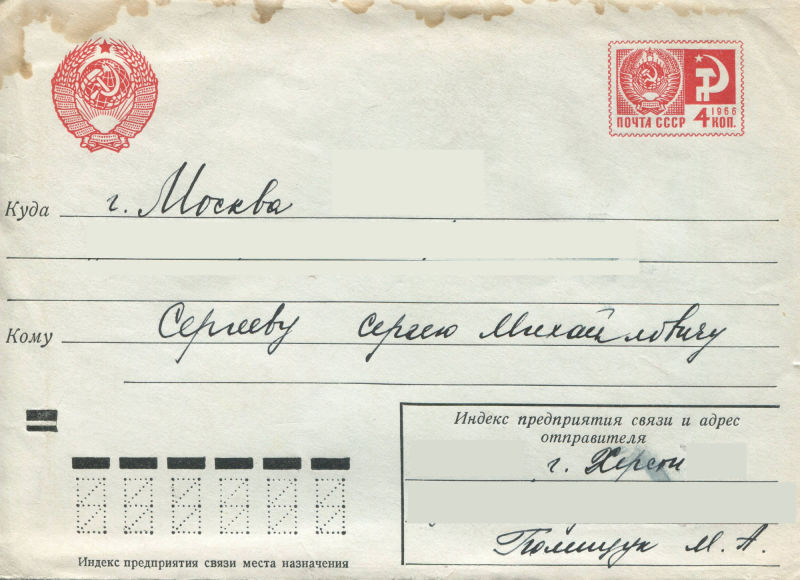 1966
ПОЧТА СССР 4 КОП.
Куда г. Москва
Кому Сергееву Сергею Михайловичу
Индекс предприятия связи и адрес
отправителя
г. Херсон
М. А.
Индекс предприятия связи места назначения